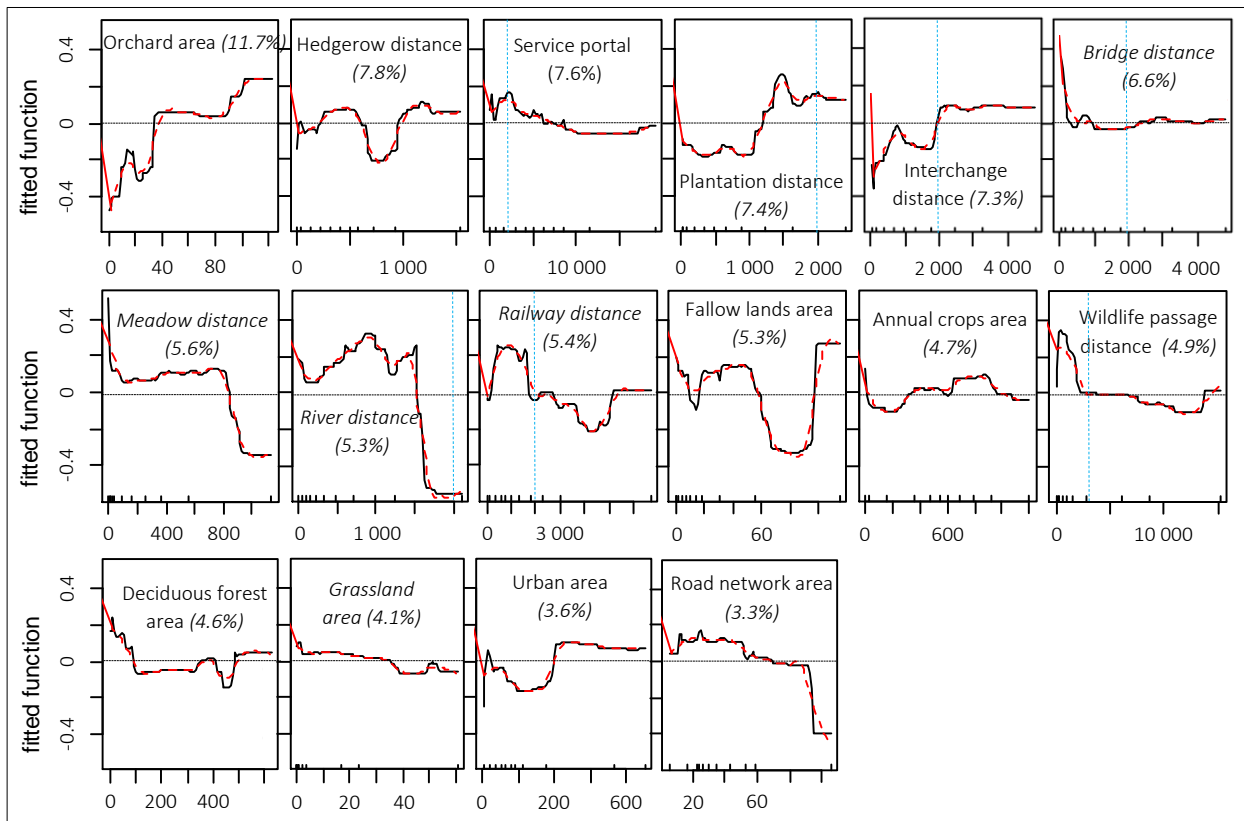 Orchard area (11.7%)
Hedgerow distance
(7.8%)
Service portal
(7.6%)
Plantation distance
(7.4%)
Interchange
distance (7.3%)
Bridge distance
(6.6%)
fitted function
0.4
0
-0.4
0 40 80
0 1 000
0 10 000
0 1 000 2 000
0 2 000 4 000
0 2 000 4 000
Meadow distance
(5.6%)
River distance
(5.3%)
Railway distance
(5.4%)
Fallow lands area
(5.3%)
Annual crops area
(4.7%)
Wildlife passage
distance (4.9%)
fitted function
0.4
0
-0.4
0 400 800
0 1 000
0 3 000
0 60
0 600
0 10 000
Deciduous forest
area (4.6%)
Grassland
area (4.1%)
Urban area
(3.6%)
Road network area
(3.3%)
fitted function
0.4
0
-0.4
0 200 400
0 20 40
0 200 600
20 60